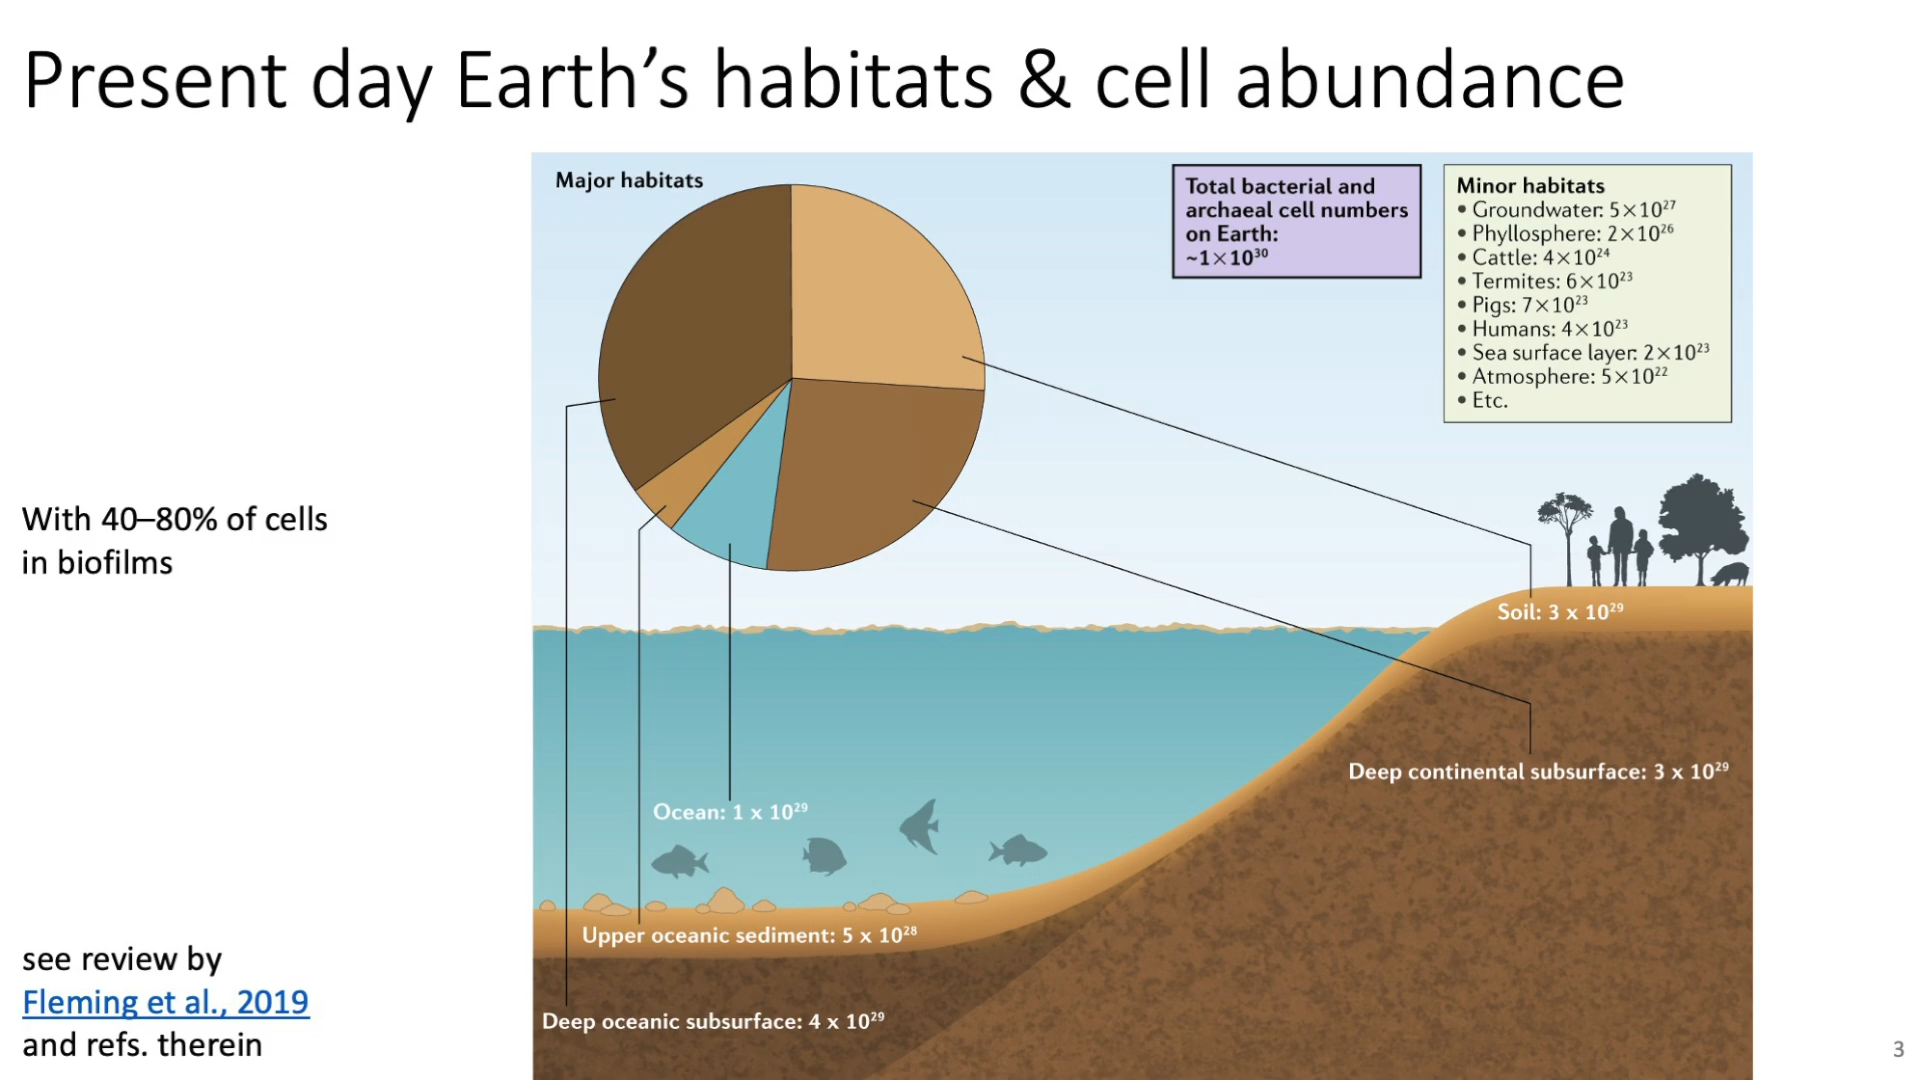 Present day Earth’s habitats & cell abundance
Major habitats
Total bacterial and
archaeal cell numbers
on Earth:
~1×10³⁰
Minor habitats
• Groundwater: 5×10²⁷
• Phyllosphere: 2×10²⁶
• Cattle: 4×10²⁴
• Termites: 6×10²³
• Pigs: 7×10²³
• Humans: 4×10²³
• Sea surface layer: 2×10²³
• Atmosphere: 5×10²²
• Etc.
With 40–80% of cells
in biofilms
Soil: 3 x 10²⁹
Deep continental subsurface: 3 x 10²⁹
Ocean: 1 x 10²⁹
Upper oceanic sediment: 5 x 10²⁸
Deep oceanic subsurface: 4 x 10²⁹
see review by
Fleming et al., 2019
and refs. therein
3